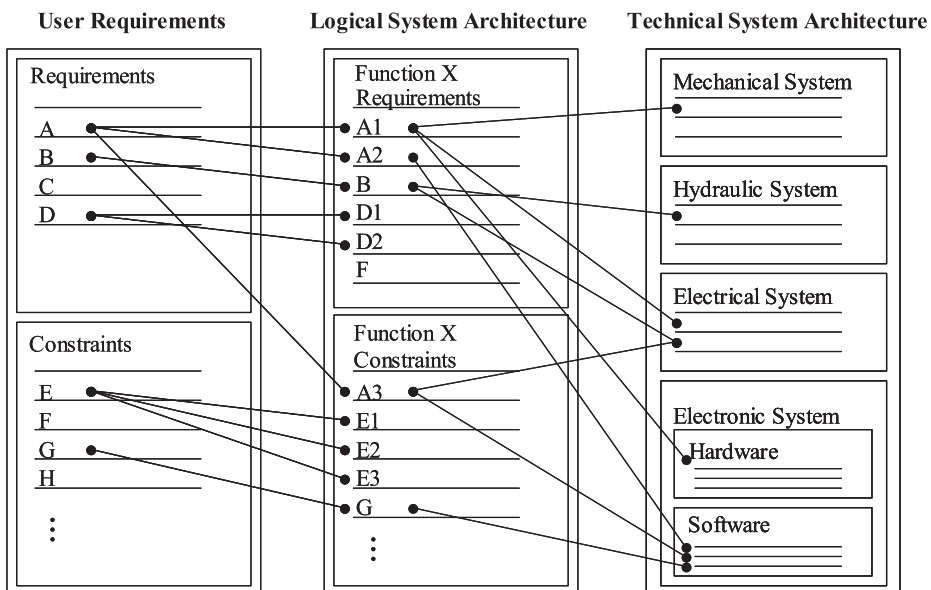 User Requirements
Requirements
A
B
C
D
Constraints
E
F
G
H
⋮
Logical System Architecture
Function X
Requirements
A1
A2
B
D1
D2
F
Function X
Constraints
A3
E1
E2
E3
G
⋮
Technical System Architecture
Mechanical System
Hydraulic System
Electrical System
Electronic System
Hardware
Software